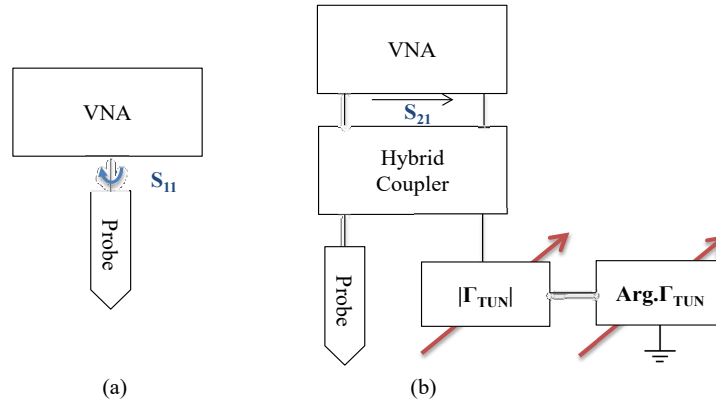 VNA
S11
Probe
(a)
VNA
S21
Hybrid
Coupler
Probe
|ΓTUN|
Arg.ΓTUN
(b)